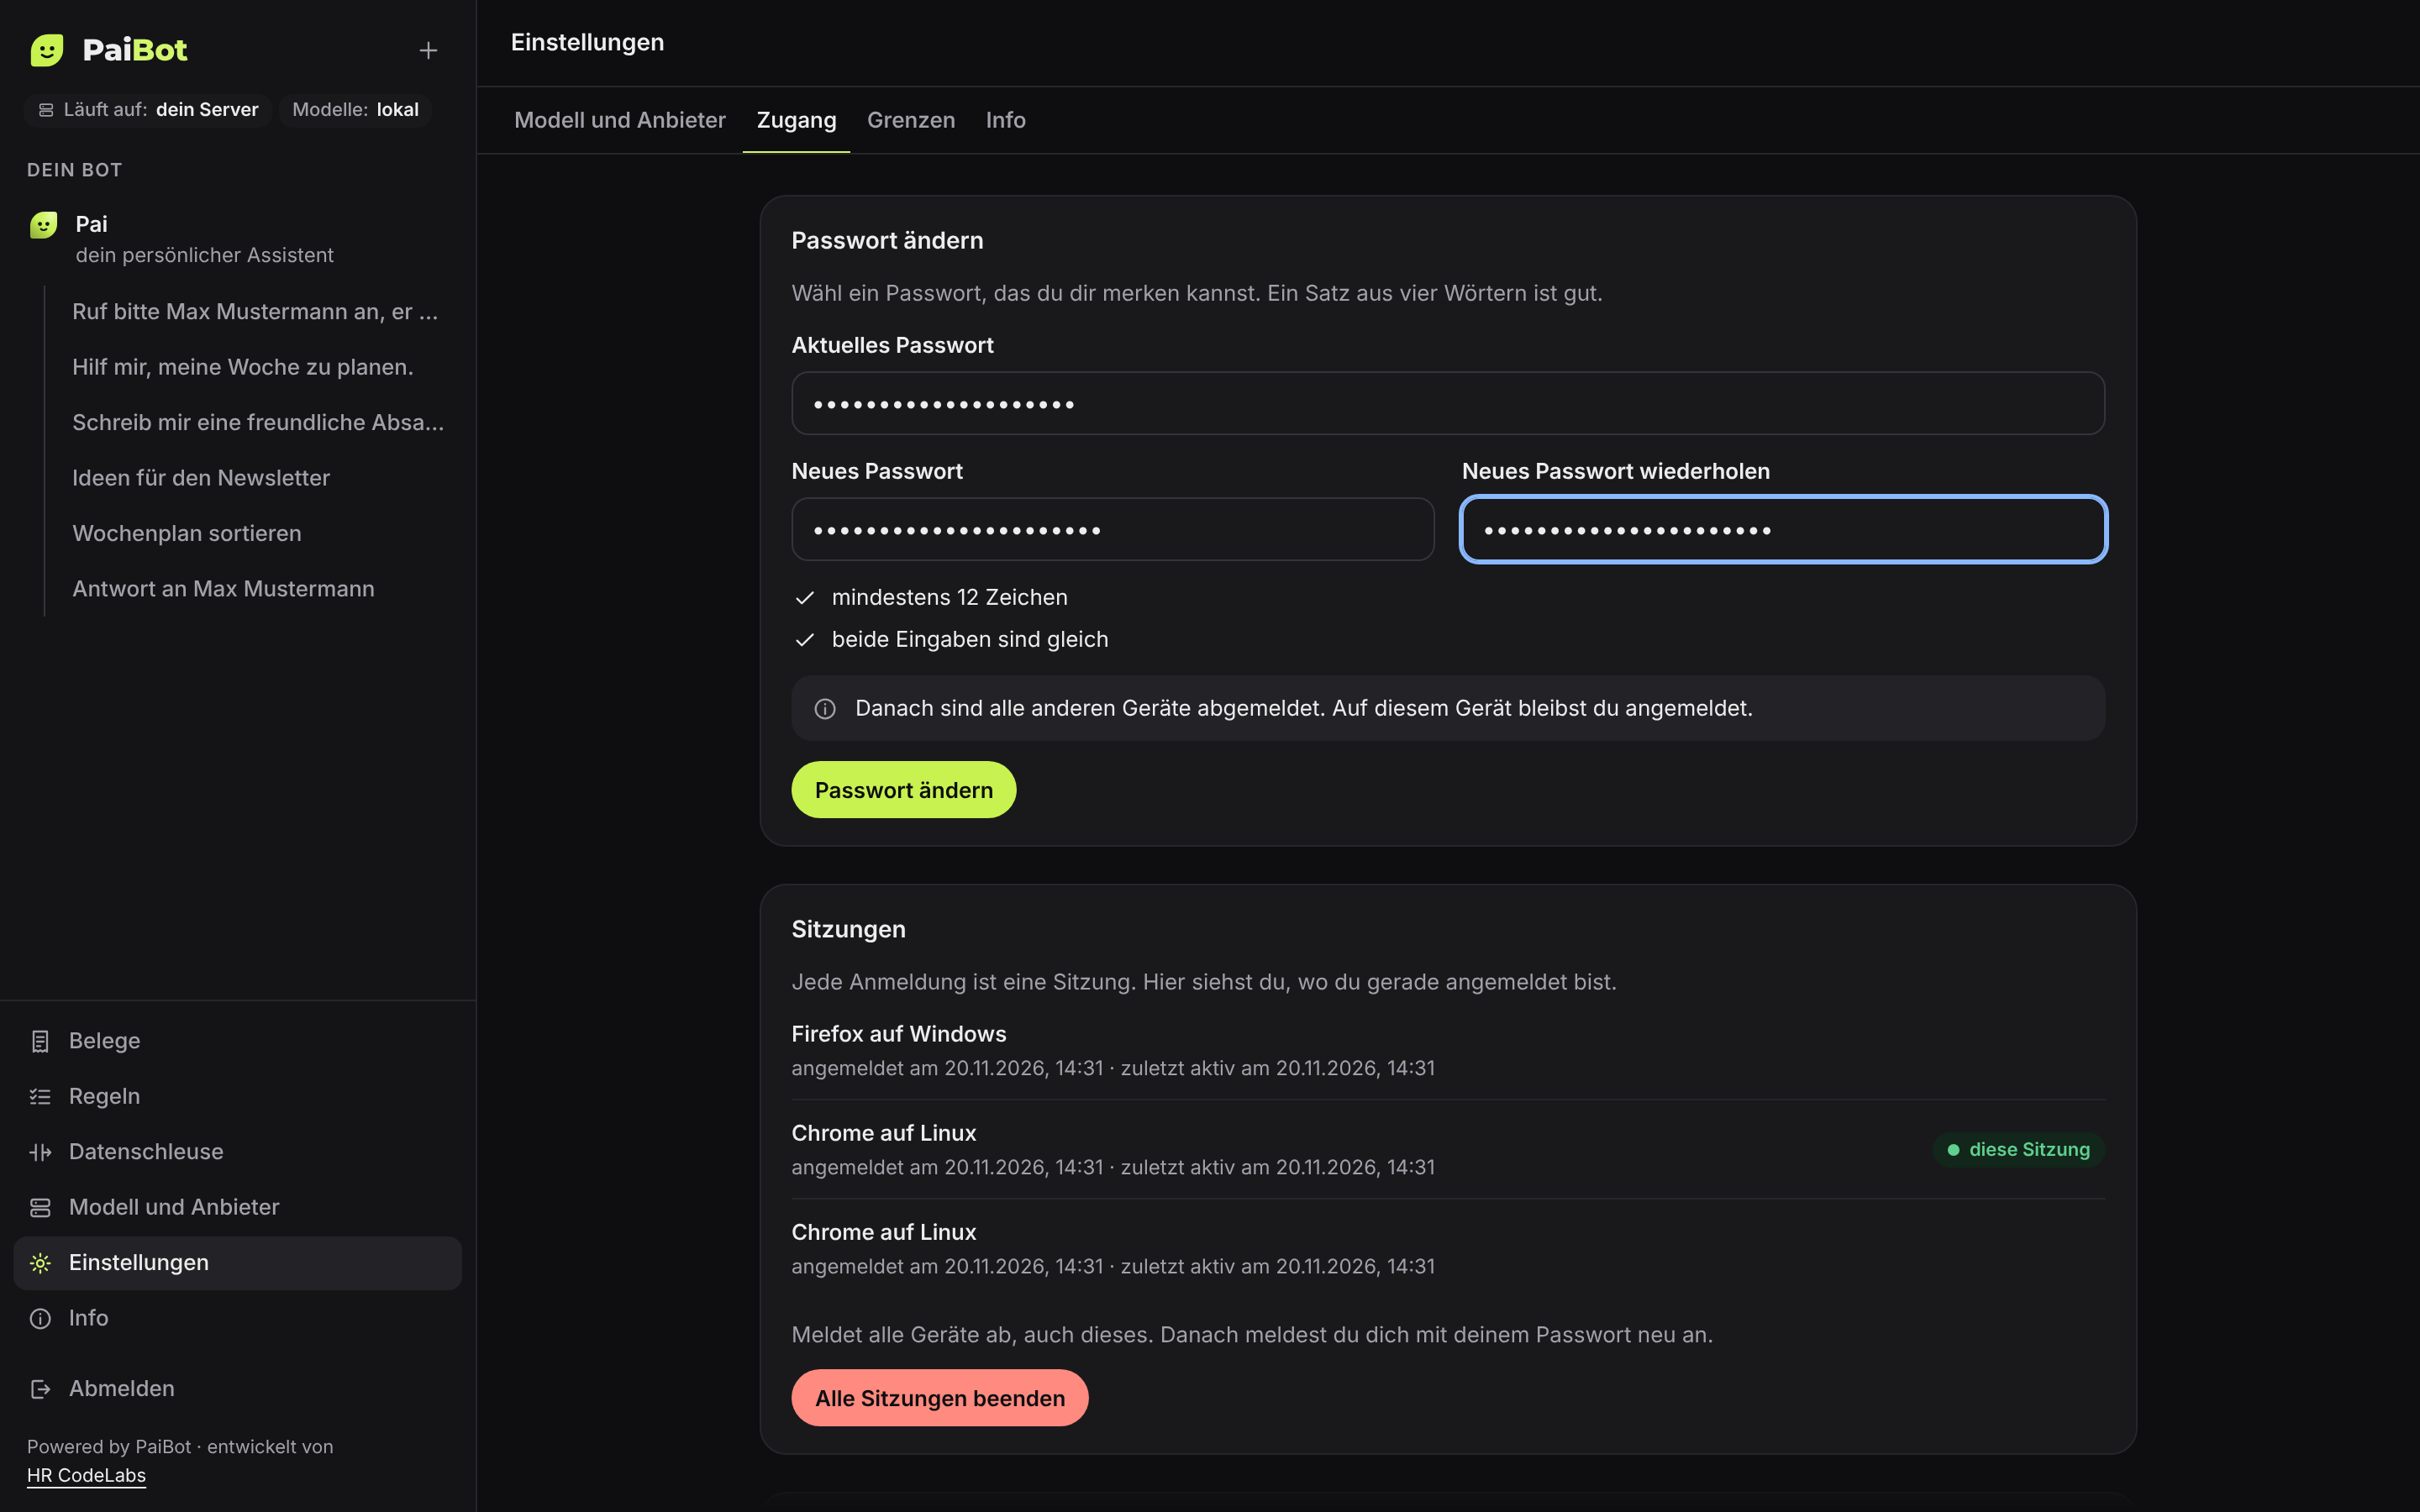 PaiBot
Läuft auf: dein Server
Modelle: lokal
DEIN BOT
Pai
dein persönlicher Assistent
Ruf bitte Max Mustermann an, er ...
Hilf mir, meine Woche zu planen.
Schreib mir eine freundliche Absa...
Ideen für den Newsletter
Wochenplan sortieren
Antwort an Max Mustermann
Belege
Regeln
Datenschleuse
Modell und Anbieter
Einstellungen
Info
Abmelden
Powered by PaiBot · entwickelt von
HR CodeLabs
Einstellungen
Modell und Anbieter
Zugang
Grenzen
Info
Passwort ändern
Wähl ein Passwort, das du dir merken kannst. Ein Satz aus vier Wörtern ist gut.
Aktuelles Passwort
Neues Passwort
Neues Passwort wiederholen
mindestens 12 Zeichen
beide Eingaben sind gleich
Danach sind alle anderen Geräte abgemeldet. Auf diesem Gerät bleibst du angemeldet.
Passwort ändern
Sitzungen
Jede Anmeldung ist eine Sitzung. Hier siehst du, wo du gerade angemeldet bist.
Firefox auf Windows
angemeldet am 20.11.2026, 14:31 · zuletzt aktiv am 20.11.2026, 14:31
Chrome auf Linux
angemeldet am 20.11.2026, 14:31 · zuletzt aktiv am 20.11.2026, 14:31
diese Sitzung
Chrome auf Linux
angemeldet am 20.11.2026, 14:31 · zuletzt aktiv am 20.11.2026, 14:31
Meldet alle Geräte ab, auch dieses. Danach meldest du dich mit deinem Passwort neu an.
Alle Sitzungen beenden